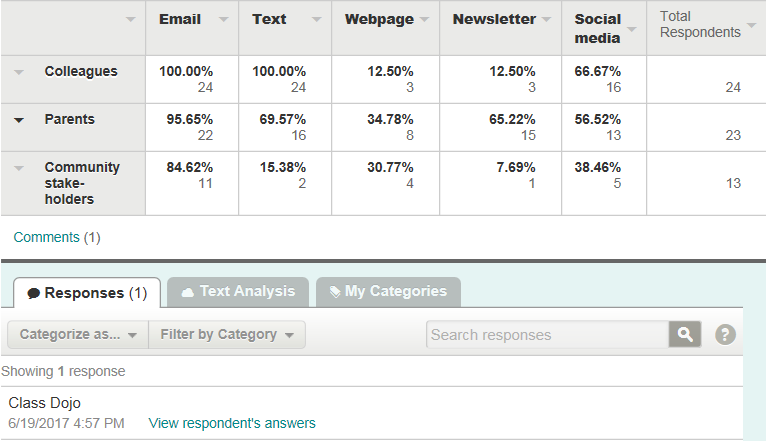 Email Text Webpage Newsletter Social media Total Respondents
Colleagues 100.00% 100.00% 12.50% 12.50% 66.67%
24 24 3 3 16 24
Parents 95.65% 69.57% 34.78% 65.22% 56.52%
22 16 8 15 13 23
Community stake-holders 84.62% 15.38% 30.77% 7.69% 38.46%
11 2 4 1 5 13
Comments (1)
Responses (1) Text Analysis My Categories
Categorize as... Filter by Category Search responses ?
Showing 1 response
Class Dojo
6/19/2017 4:57 PM View respondent's answers